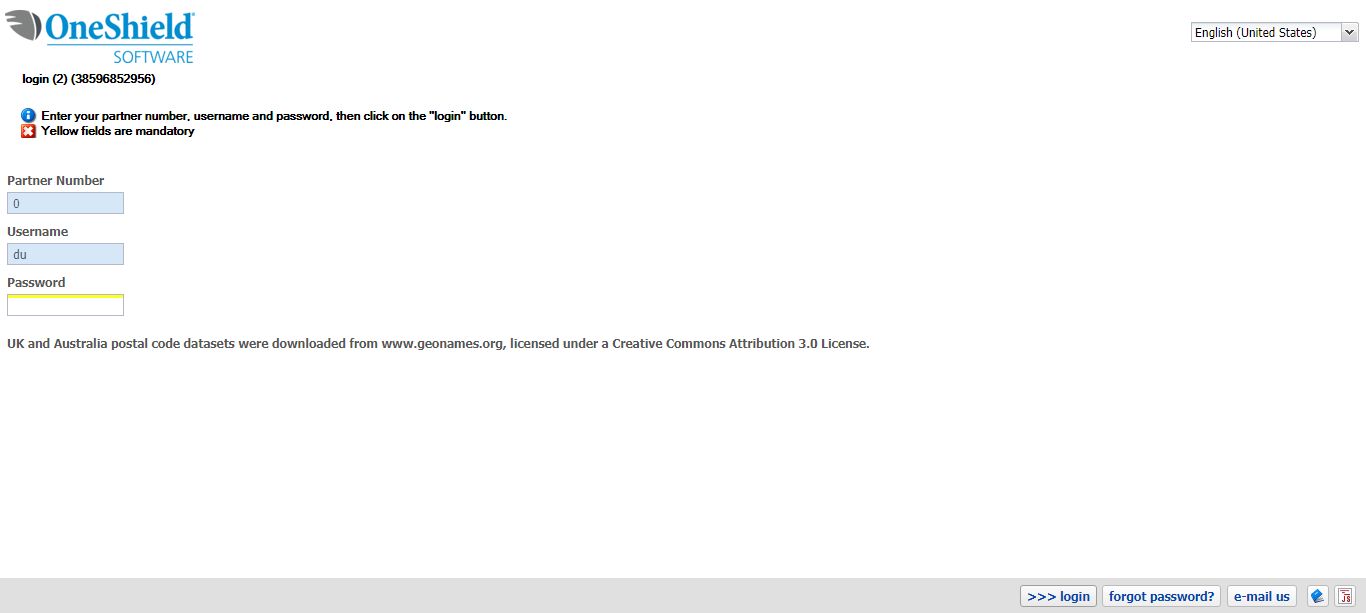 OneShield
SOFTWARE
English (United States)
login (2) (38596852956)
Enter your partner number, username and password, then click on the "login" button.
Yellow fields are mandatory
Partner Number
0
Username
du
Password
UK and Australia postal code datasets were downloaded from www.geonames.org, licensed under a Creative Commons Attribution 3.0 License.
>>> login forgot password? e-mail us JS